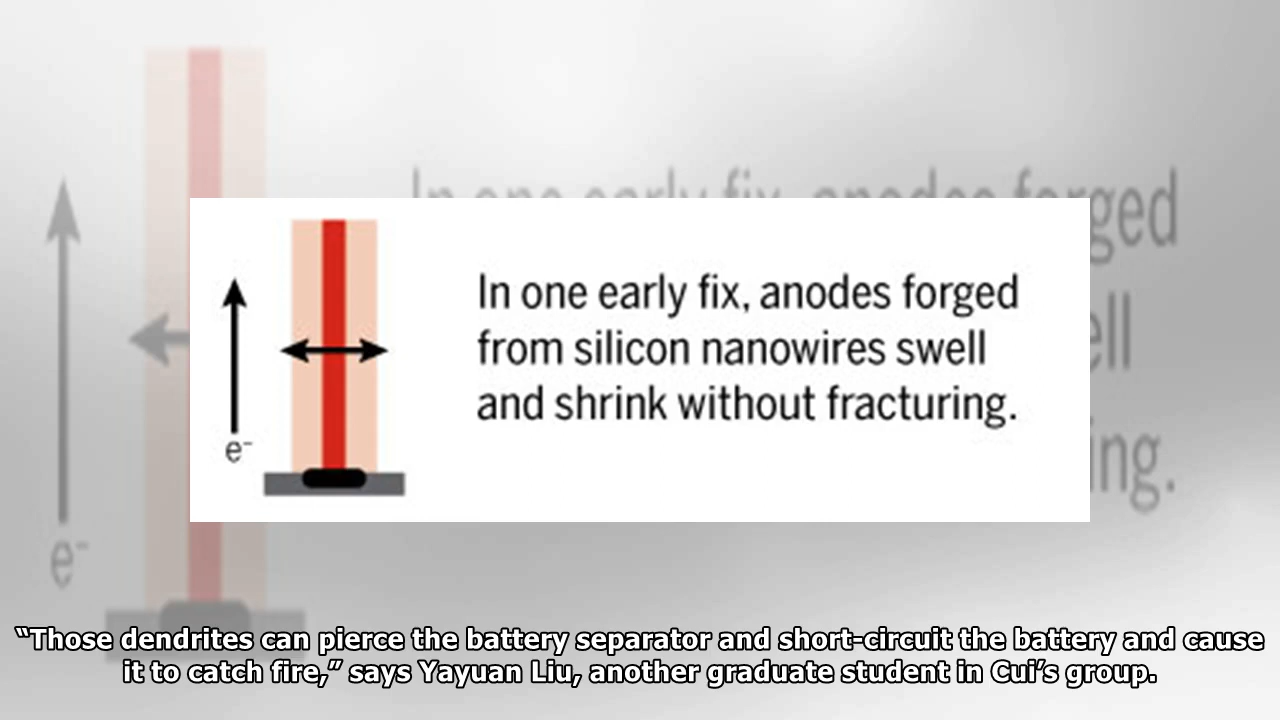 In one early fix, anodes forged
from silicon nanowires swell
and shrink without fracturing.
e⁻
“Those dendrites can pierce the battery separator and short-circuit the battery and cause
it to catch fire,” says Yayuan Liu, another graduate student in Cui’s group.